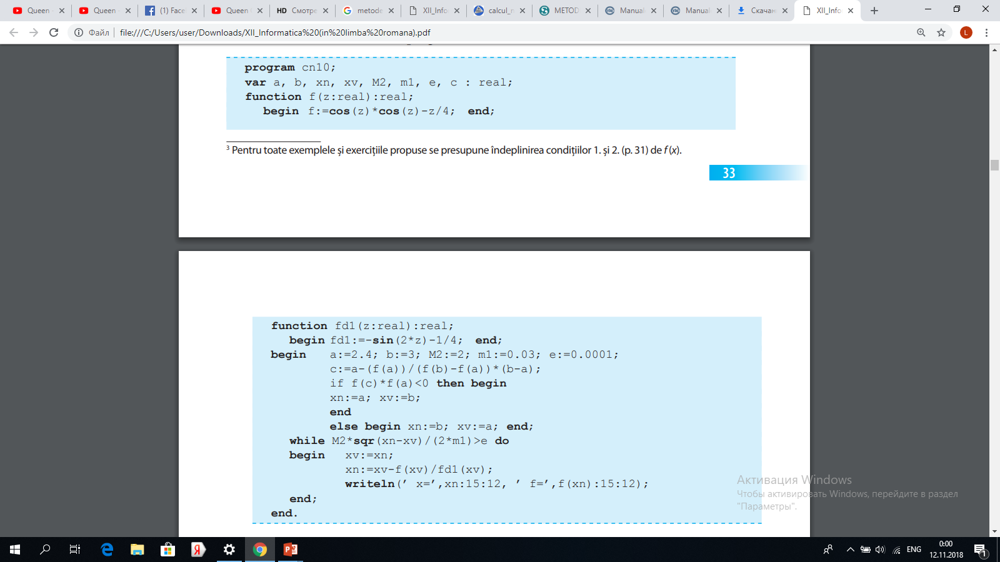 Queen
Queen
(1) Face
Queen
HD Смотре
metode
XII_Info
calcul_
METOD
Manual
Manual
Скачан
XII_Info
Файл
file:///C:/Users/user/Downloads/XII_Informatica%20(in%20limba%20romana).pdf
L
program cn10;
var a, b, xn, xv, M2, m1, e, c : real;
function f(z:real):real;
begin f:=cos(z)*cos(z)-z/4; end;
3 Pentru toate exemplele și exercițiile propuse se presupune îndeplinirea condițiilor 1. și 2. (p. 31) de f (x).
33
function fd1(z:real):real;
begin fd1:=-sin(2*z)-1/4; end;
begin a:=2.4; b:=3; M2:=2; m1:=0.03; e:=0.0001;
c:=a-(f(a))/(f(b)-f(a))*(b-a);
if f(c)*f(a)<0 then begin
xn:=a; xv:=b;
end
else begin xn:=b; xv:=a; end;
while M2*sqr(xn-xv)/(2*m1)>e do
begin xv:=xn;
xn:=xv-f(xv)/fd1(xv);
writeln(’ x=’,xn:15:12, ’ f=’,f(xn):15:12);
end;
end.
Активация Windows
Чтобы активировать Windows, перейдите в раздел
"Параметры".
ENG
0:00
12.11.2018
1